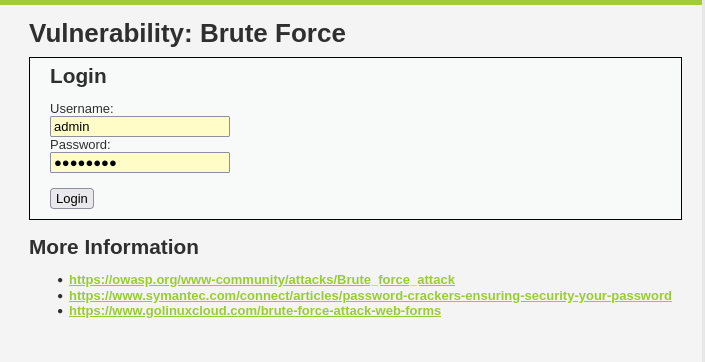 Vulnerability: Brute Force
Login
Username:
admin
Password:
●●●●●●●●
Login
More Information
• https://owasp.org/www-community/attacks/Brute_force_attack
• https://www.symantec.com/connect/articles/password-crackers-ensuring-security-your-password
• https://www.golinuxcloud.com/brute-force-attack-web-forms